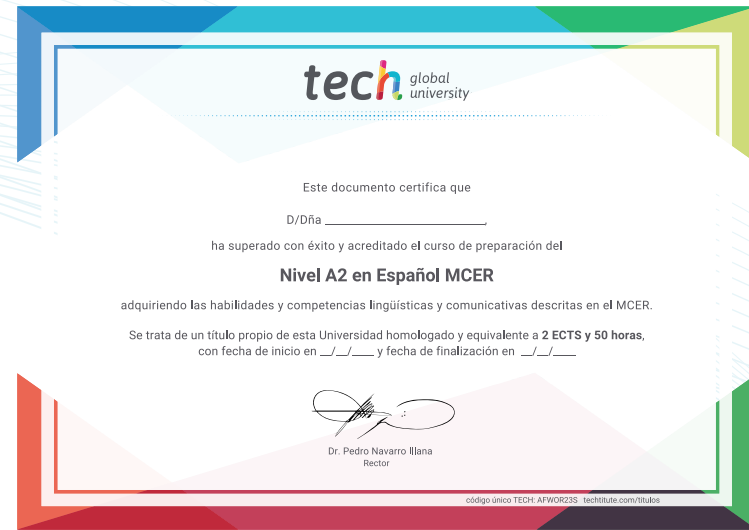 tech global university
Este documento certifica que
D/Dña ______________________,
ha superado con éxito y acreditado el curso de preparación del
Nivel A2 en Español MCER
adquiriendo las habilidades y competencias lingüísticas y comunicativas descritas en el MCER.
Se trata de un título propio de esta Universidad homologado y equivalente a 2 ECTS y 50 horas,
con fecha de inicio en __/__/____ y fecha de finalización en __/__/____
Dr. Pedro Navarro Illana
Rector
código único TECH: AFWOR23S techtitute.com/titulos